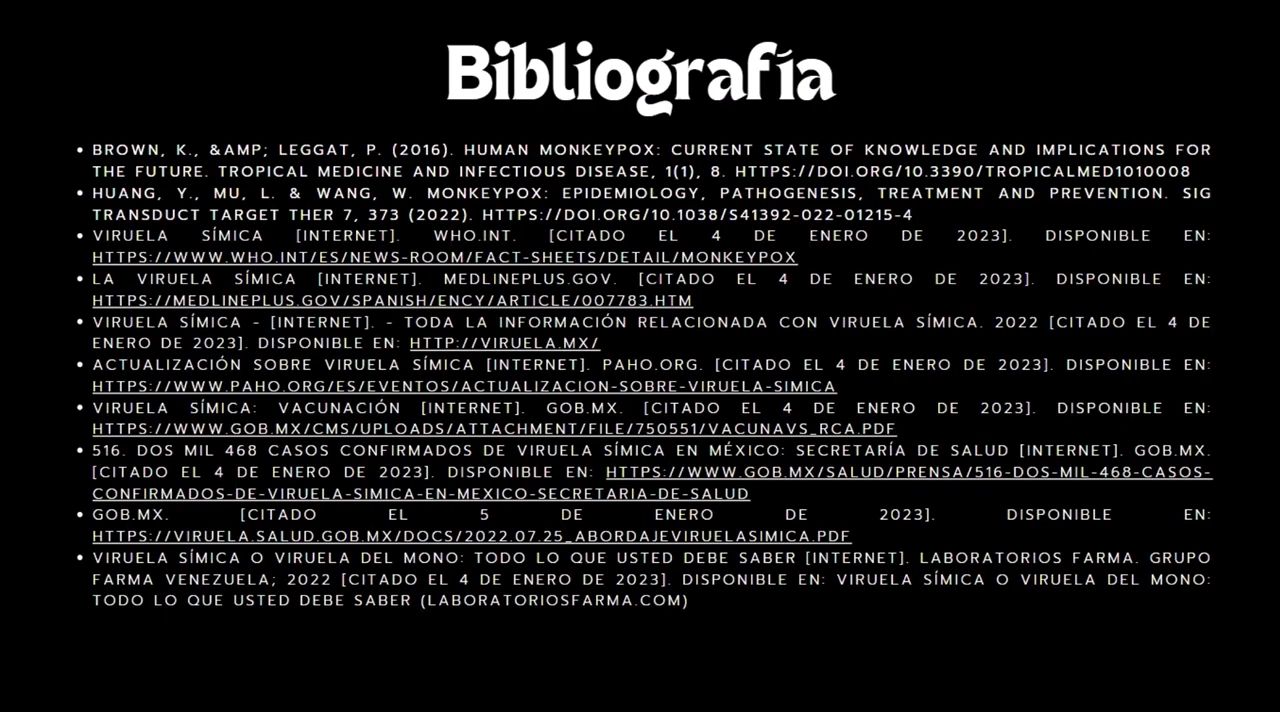 Bibliografía
• BROWN, K., &AMP; LEGGAT, P. (2016). HUMAN MONKEYPOX: CURRENT STATE OF KNOWLEDGE AND IMPLICATIONS FOR
THE FUTURE. TROPICAL MEDICINE AND INFECTIOUS DISEASE, 1(1), 8. HTTPS://DOI.ORG/10.3390/TROPICALMED1010008
• HUANG, Y., MU, L. & WANG, W. MONKEYPOX: EPIDEMIOLOGY, PATHOGENESIS, TREATMENT AND PREVENTION. SIG
TRANSDUCT TARGET THER 7, 373 (2022). HTTPS://DOI.ORG/10.1038/S41392-022-01215-4
• VIRUELA SÍMICA [INTERNET]. WHO.INT. [CITADO EL 4 DE ENERO DE 2023]. DISPONIBLE EN:
HTTPS://WWW.WHO.INT/ES/NEWS-ROOM/FACT-SHEETS/DETAIL/MONKEYPOX
• LA VIRUELA SÍMICA [INTERNET]. MEDLINEPLUS.GOV. [CITADO EL 4 DE ENERO DE 2023]. DISPONIBLE EN:
HTTPS://MEDLINEPLUS.GOV/SPANISH/ENCY/ARTICLE/007783.HTM
• VIRUELA SÍMICA - [INTERNET]. - TODA LA INFORMACIÓN RELACIONADA CON VIRUELA SÍMICA. 2022 [CITADO EL 4 DE
ENERO DE 2023]. DISPONIBLE EN: HTTP://VIRUELA.MX/
• ACTUALIZACIÓN SOBRE VIRUELA SÍMICA [INTERNET]. PAHO.ORG. [CITADO EL 4 DE ENERO DE 2023]. DISPONIBLE EN:
HTTPS://WWW.PAHO.ORG/ES/EVENTOS/ACTUALIZACION-SOBRE-VIRUELA-SIMICA
• VIRUELA SÍMICA: VACUNACIÓN [INTERNET]. GOB.MX. [CITADO EL 4 DE ENERO DE 2023]. DISPONIBLE EN:
HTTPS://WWW.GOB.MX/CMS/UPLOADS/ATTACHMENT/FILE/750551/VACUNAVS_RCA.PDF
• 516. DOS MIL 468 CASOS CONFIRMADOS DE VIRUELA SÍMICA EN MÉXICO: SECRETARÍA DE SALUD [INTERNET]. GOB.MX.
[CITADO EL 4 DE ENERO DE 2023]. DISPONIBLE EN: HTTPS://WWW.GOB.MX/SALUD/PRENSA/516-DOS-MIL-468-CASOS-
CONFIRMADOS-DE-VIRUELA-SIMICA-EN-MEXICO-SECRETARIA-DE-SALUD
• GOB.MX. [CITADO EL 5 DE ENERO DE 2023]. DISPONIBLE EN:
HTTPS://VIRUELA.SALUD.GOB.MX/DOCS/2022.07.25_ABORDAJEVIRUELASIMICA.PDF
• VIRUELA SÍMICA O VIRUELA DEL MONO: TODO LO QUE USTED DEBE SABER [INTERNET]. LABORATORIOS FARMA. GRUPO
FARMA VENEZUELA; 2022 [CITADO EL 4 DE ENERO DE 2023]. DISPONIBLE EN: VIRUELA SÍMICA O VIRUELA DEL MONO:
TODO LO QUE USTED DEBE SABER (LABORATORIOSFARMA.COM)